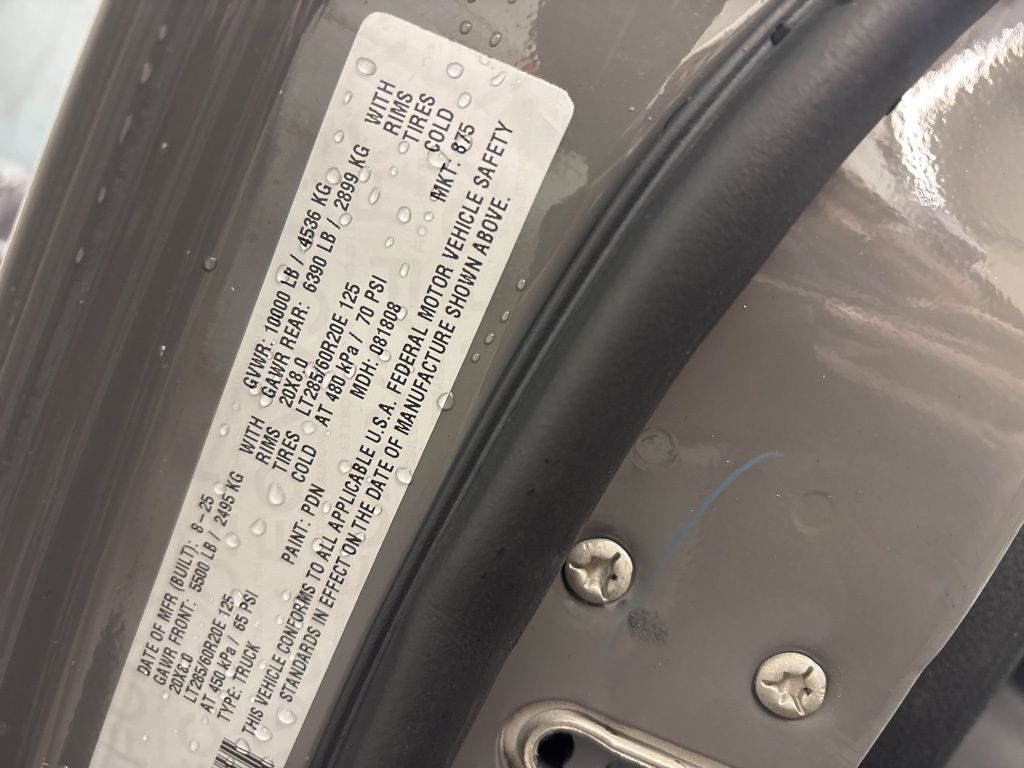 DATE OF MFR (BUILT): 8-25 GVWR: 10000 LB / 4536 KG
GAWR FRONT: 5500 LB / 2495 KG WITH GAWR REAR: 6390 LB / 2899 KG WITH
20X8.0 RIMS 20X8.0 RIMS
LT285/60R20E 125 TIRES LT285/60R20E 125 TIRES
AT 450 kPa / 65 PSI COLD AT 480 kPa / 70 PSI COLD
TYPE: TRUCK PAINT: PDN MDH: 081808 MKT: 875
THIS VEHICLE CONFORMS TO ALL APPLICABLE U.S.A. FEDERAL MOTOR VEHICLE SAFETY
STANDARDS IN EFFECT ON THE DATE OF MANUFACTURE SHOWN ABOVE.